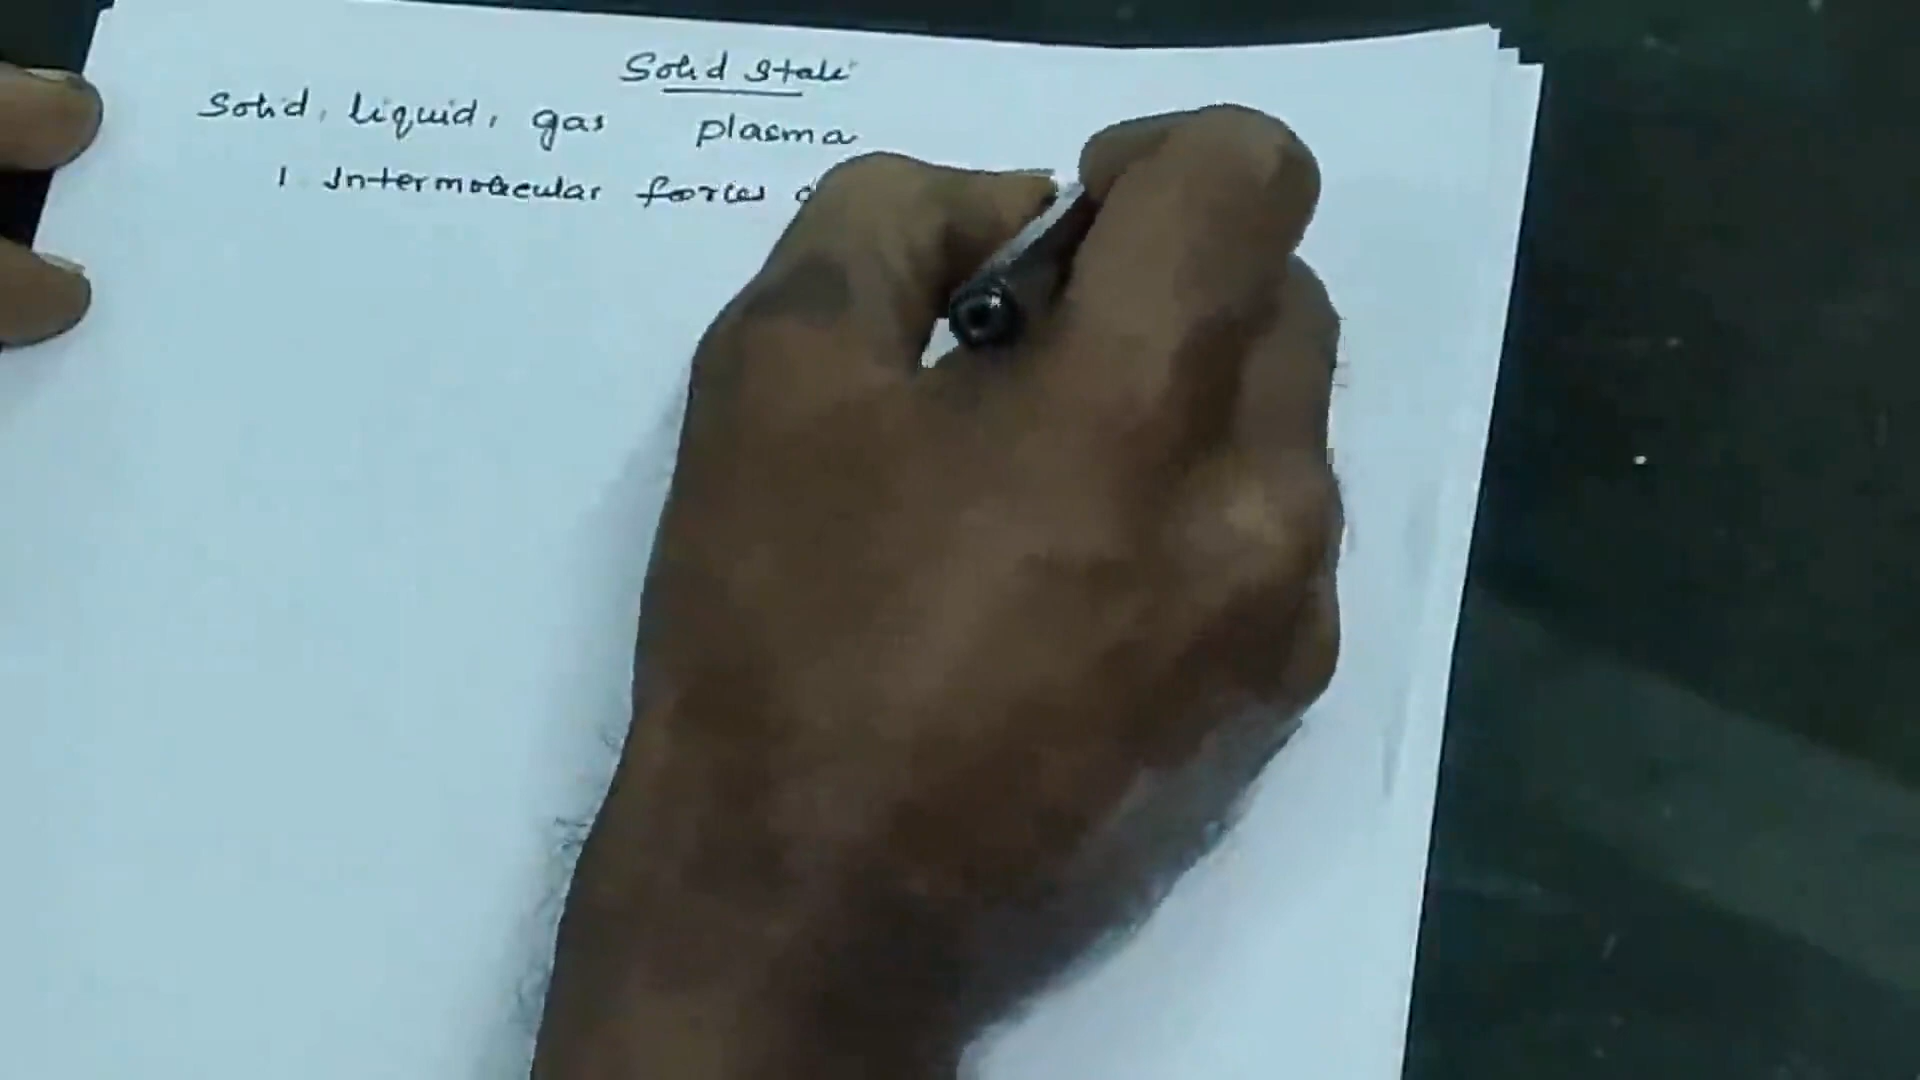 Solid state
Solid, liquid, gas plasma
1 Intermolecular forces